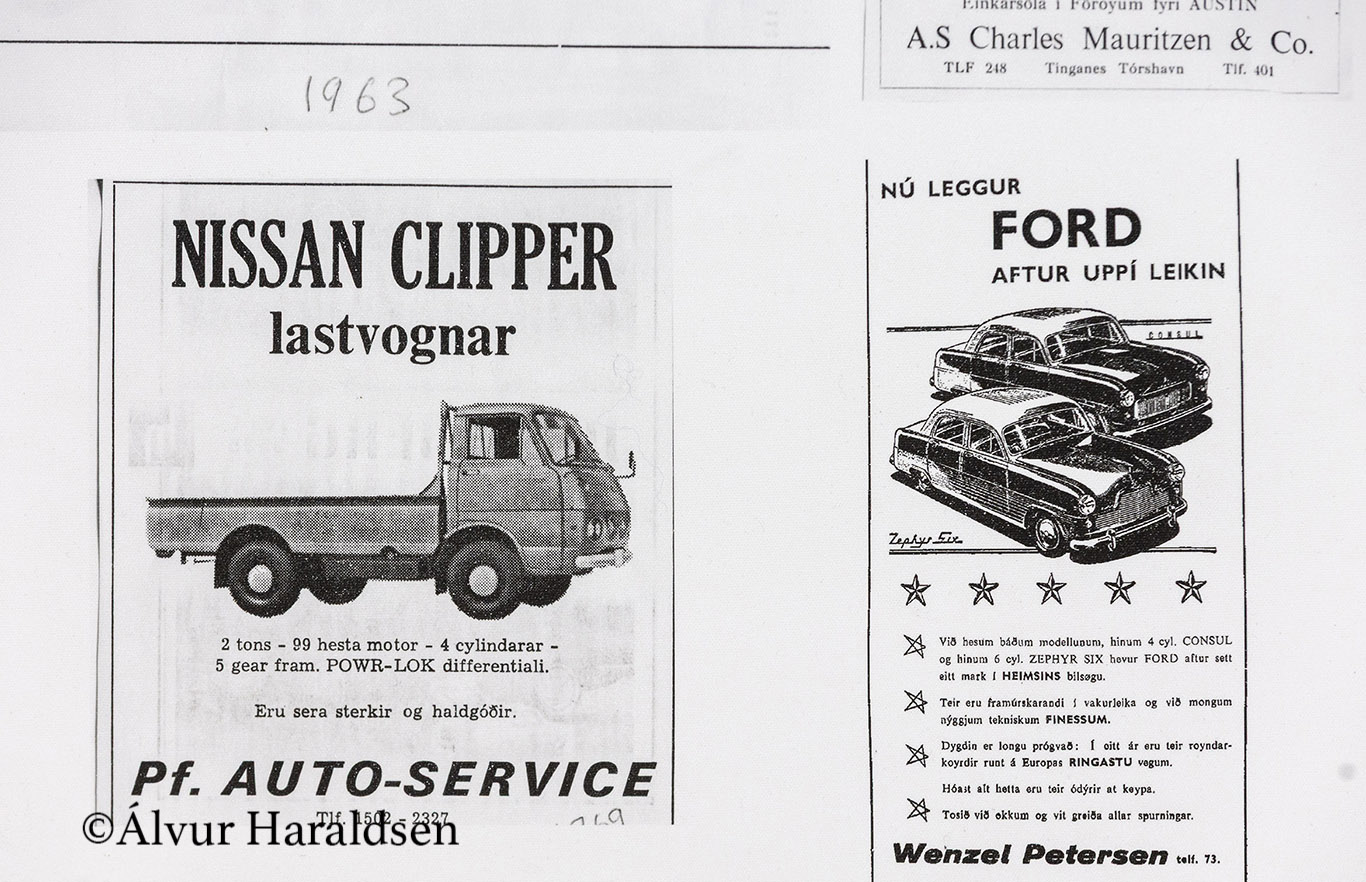 Einkarsøla í Føroyum fyri AUSTIN
A.S Charles Mauritzen & Co.
TLF 248 Tinganes Tórshavn Tlf. 401
1963
NISSAN CLIPPER
lastvognar
2 tons - 99 hesta motor - 4 cylindarar -
5 gear fram. POWR-LOK differentiali.
Eru sera sterkir og haldgóðir.
Pf. AUTO-SERVICE
Tlf. 1502 - 2327
©Álvur Haraldsen
NÚ LEGGUR
FORD
AFTUR UPPÍ LEIKIN
CONSUL
Zephyr Six
Við hesum báðum modellunum, hinum 4 cyl. CONSUL
og hinum 6 cyl. ZEPHYR SIX hevur FORD aftur sett
eitt mark í HEIMSINS bilsøgu.
Teir eru framúrskarandi í vakurleika og við mongum
nýggjum tekniskum FINESSUM.
Dygdin er longu prógvað: Í eitt ár eru teir royndar-
koyrdir runt á Europas RINGASTU vegum.
Hóast alt hetta eru teir ódýrir at keypa.
Tosið við okkum og vit greiða allar spurningar.
Wenzel Petersen telf. 73.